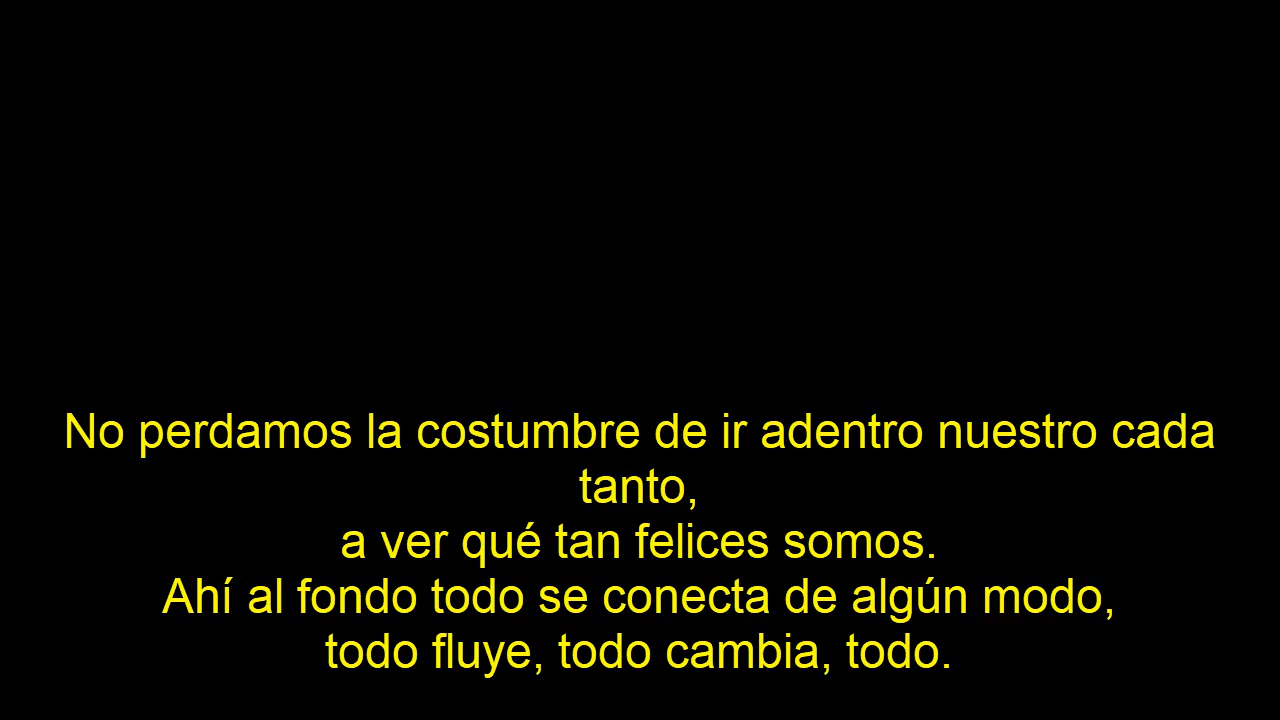 No perdamos la costumbre de ir adentro nuestro cada
tanto,
a ver qué tan felices somos.
Ahí al fondo todo se conecta de algún modo,
todo fluye, todo cambia, todo.